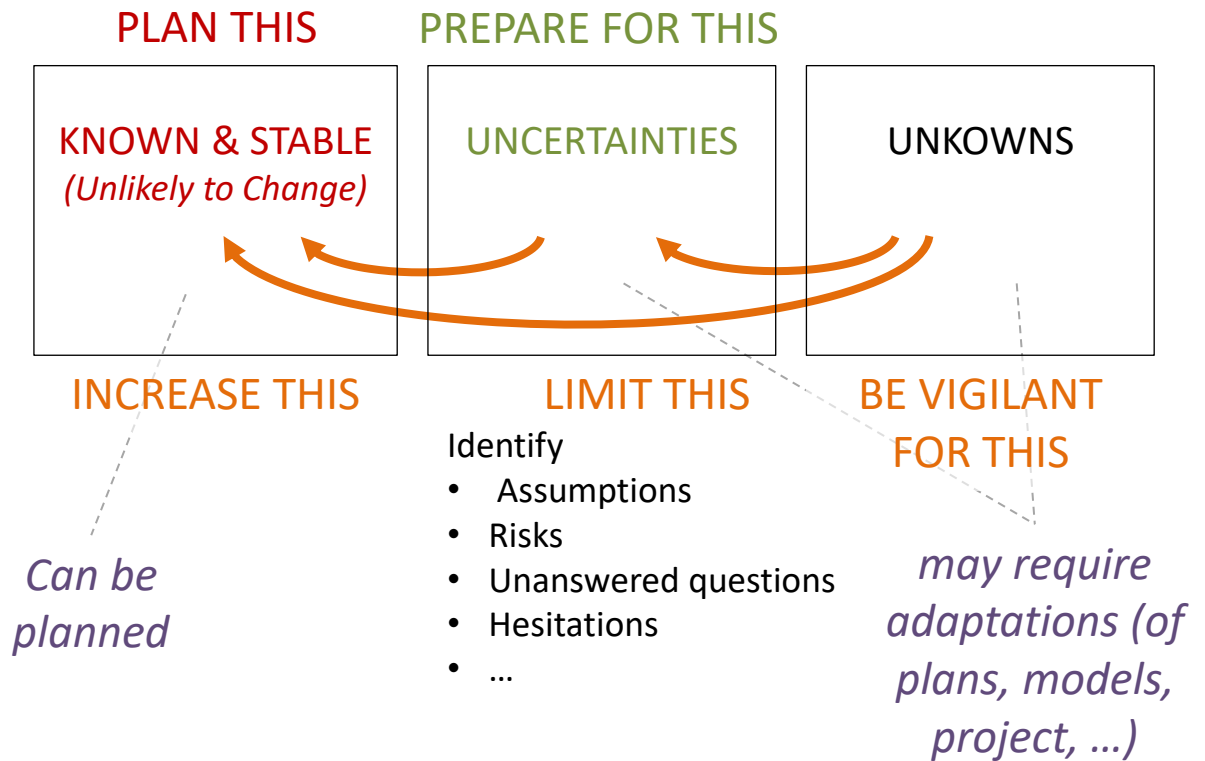 PLAN THIS
PREPARE FOR THIS
KNOWN & STABLE
(Unlikely to Change)
UNCERTAINTIES
UNKOWNS
INCREASE THIS
LIMIT THIS
BE VIGILANT
FOR THIS
Identify
• Assumptions
• Risks
• Unanswered questions
• Hesitations
• ...
Can be
planned
may require
adaptations (of
plans, models,
project, ...)